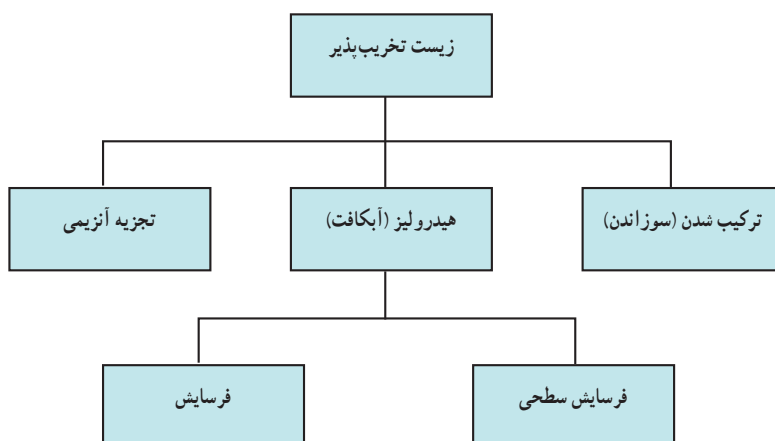 زیست تخریب‌پذیر
ترکیب شدن (سوزاندن)
هیدرولیز (آبکافت)
تجزیه آنزیمی
فرسایش سطحی
فرسایش